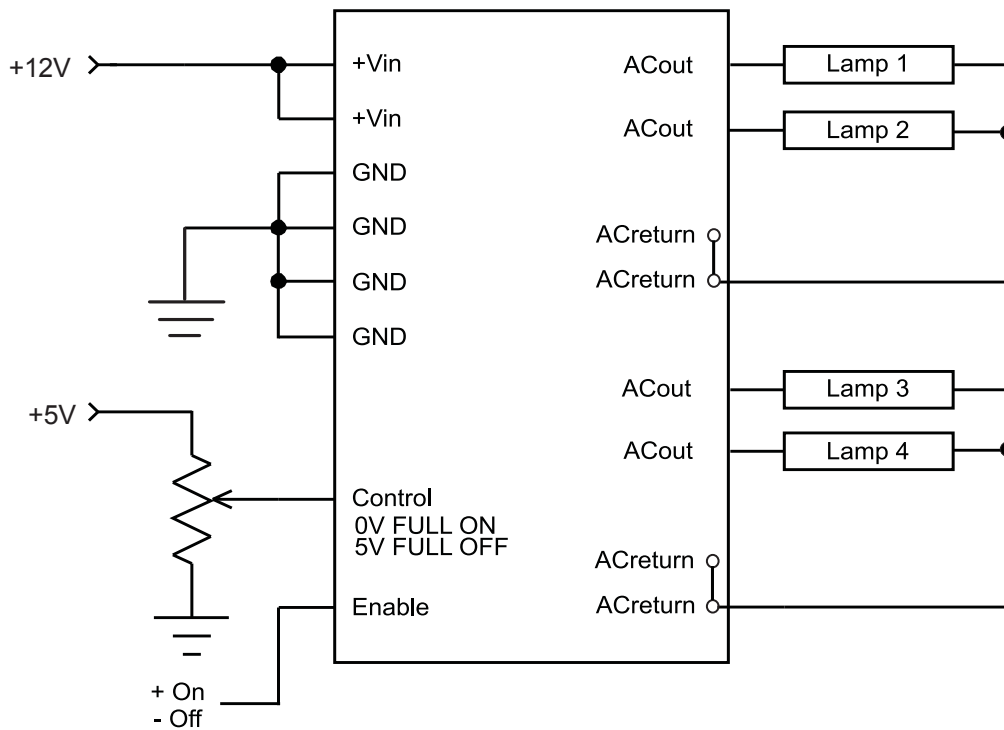 +12V
+Vin
+Vin
GND
GND
GND
GND
+5V
Control
0V FULL ON
5V FULL OFF
Enable
+ On
- Off
ACout
Lamp 1
ACout
Lamp 2
ACreturn
ACreturn
ACout
Lamp 3
ACout
Lamp 4
ACreturn
ACreturn